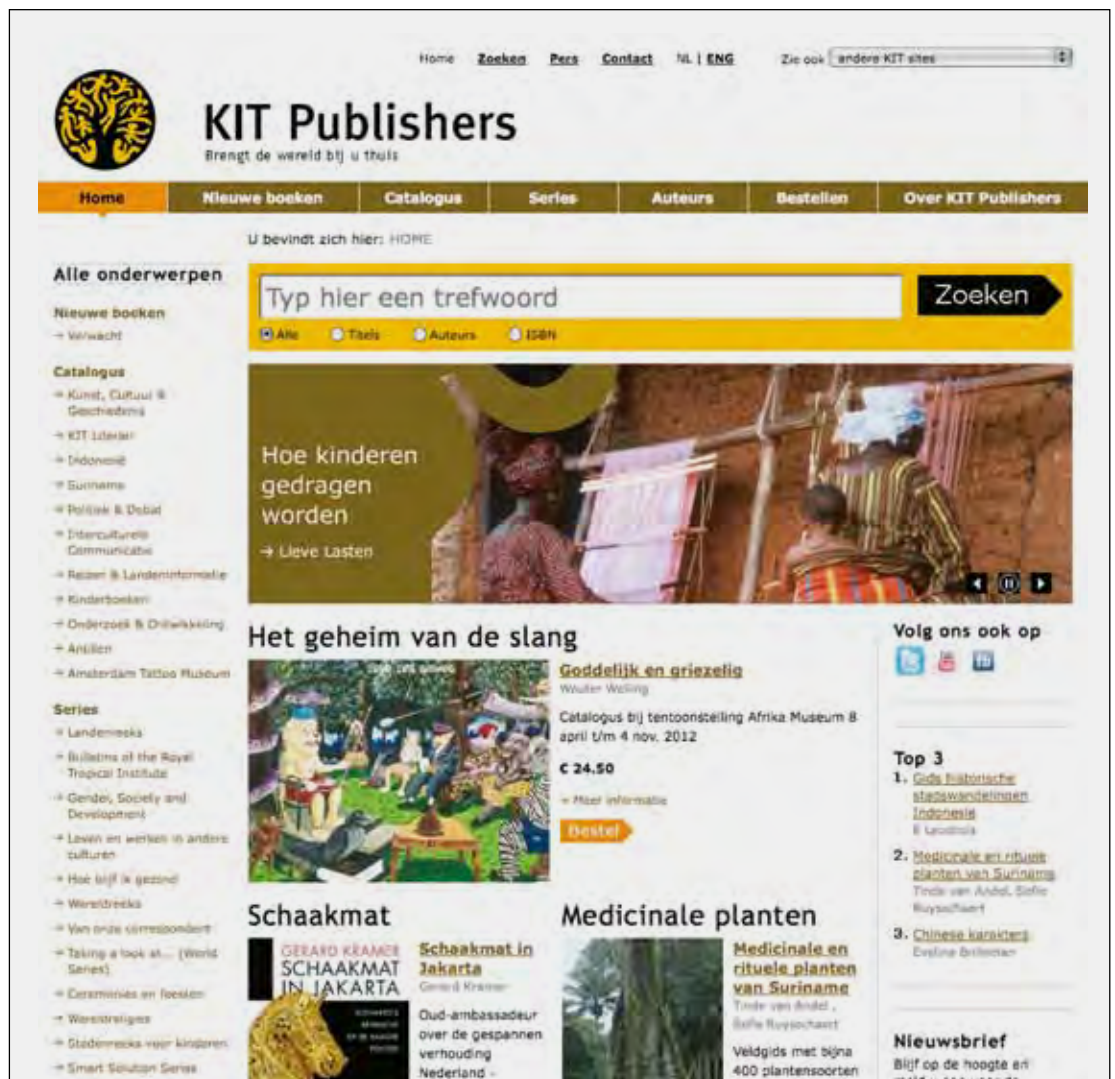 Home Zoeken Pers Contact NL | ENG Zie ook andere KIT sites
KIT Publishers
Brengt de wereld bij u thuis
Home Nieuwe boeken Catalogus Series Auteurs Bestellen Over KIT Publishers
U bevindt zich hier: HOME
Alle onderwerpen
Nieuwe boeken
→ Verwacht
Catalogus
→ Kunst, Cultuur &
Geschiedenis
→ KIT Literair
→ Indonesië
→ Suriname
→ Politiek & Debat
→ Interculturele
Communicatie
→ Reizen & Landeninformatie
→ Kinderboeken
→ Onderzoek & Ontwikkeling
→ Antillen
→ Amsterdam Tattoo Museum
Series
→ Landenreeks
→ Bulletins of the Royal
Tropical Institute
→ Gender, Society and
Development
→ Leven en werken in andere
culturen
→ Hoe blijf ik gezond
→ Wereldreeks
→ Van onze correspondent
→ Taking a look at... (World
Series)
→ Ceremonies en feesten
→ Wereldreligies
→ Stedenreeks voor kinderen
→ Smart Solution Series
Typ hier een trefwoord
Zoeken
Alle Titels Auteurs ISBN
Hoe kinderen
gedragen
worden
→ Lieve Lasten
Het geheim van de slang
Goddelijk en griezelig
Wouter Welling
Catalogus bij tentoonstelling Afrika Museum 8
april t/m 4 nov. 2012
€ 24.50
→ Meer informatie
Bestel
Schaakmat
GERARD KRAMER
SCHAAKMAT
IN JAKARTA
Schaakmat in
Jakarta
Gerard Kramer
Oud-ambassadeur
over de gespannen
verhouding
Nederland -
Medicinale planten
Medicinale en
rituele planten
van Suriname
Tinde van Andel ,
Sofie Ruysschaert
Veldgids met bijna
400 plantensoorten
Volg ons ook op
Top 3
1. Gids historische
stadswandelingen
Indonesië
2. Medicinale en rituele
planten van Suriname
Tinde van Andel, Sofie
Ruysschaert
3. Chinese karakters
Nieuwsbrief
Blijf op de hoogte en